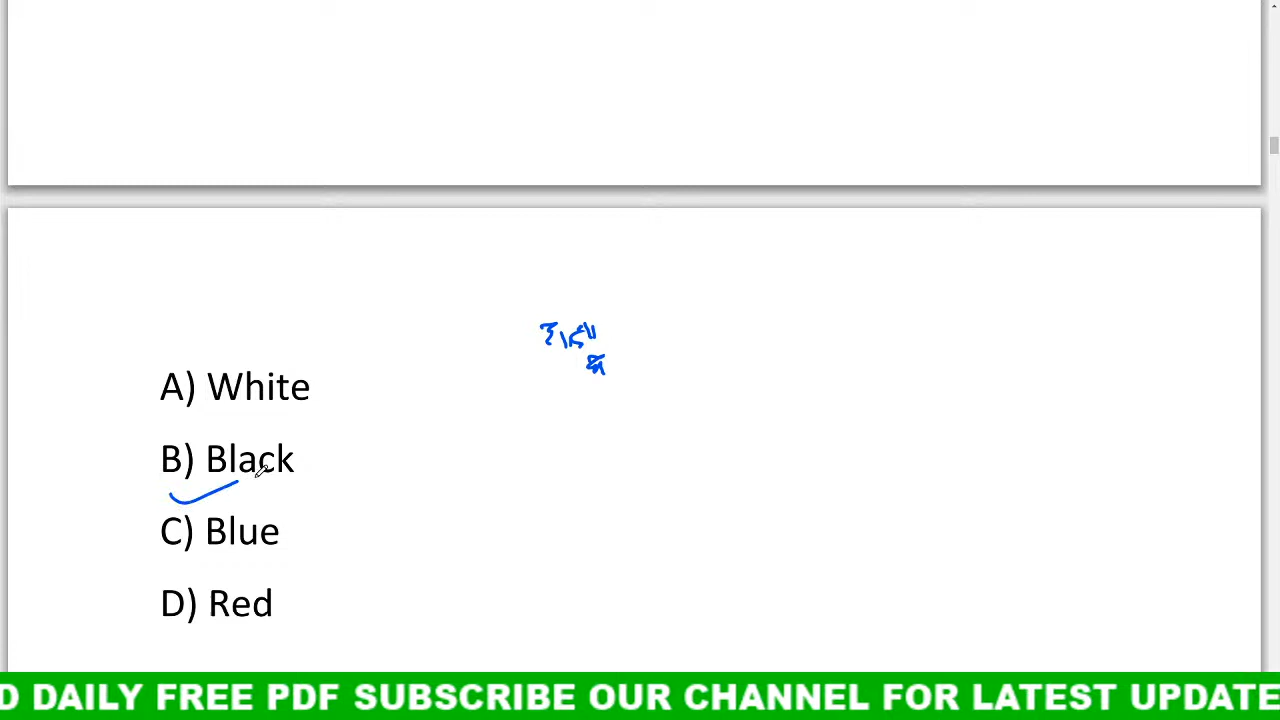 A) White
B) Black
C) Blue
D) Red
D DAILY FREE PDF SUBSCRIBE OUR CHANNEL FOR LATEST UPDATE